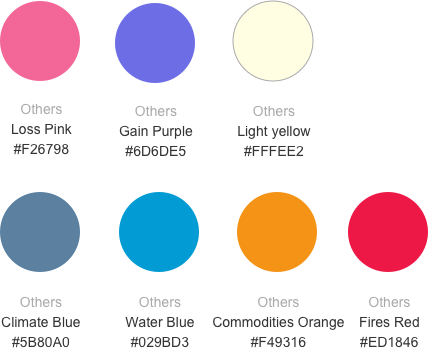 Others
Loss Pink
#F26798
Others
Gain Purple
#6D6DE5
Others
Light yellow
#FFFEE2
Others
Climate Blue
#5B80A0
Others
Water Blue
#029BD3
Others
Commodities Orange
#F49316
Others
Fires Red
#ED1846